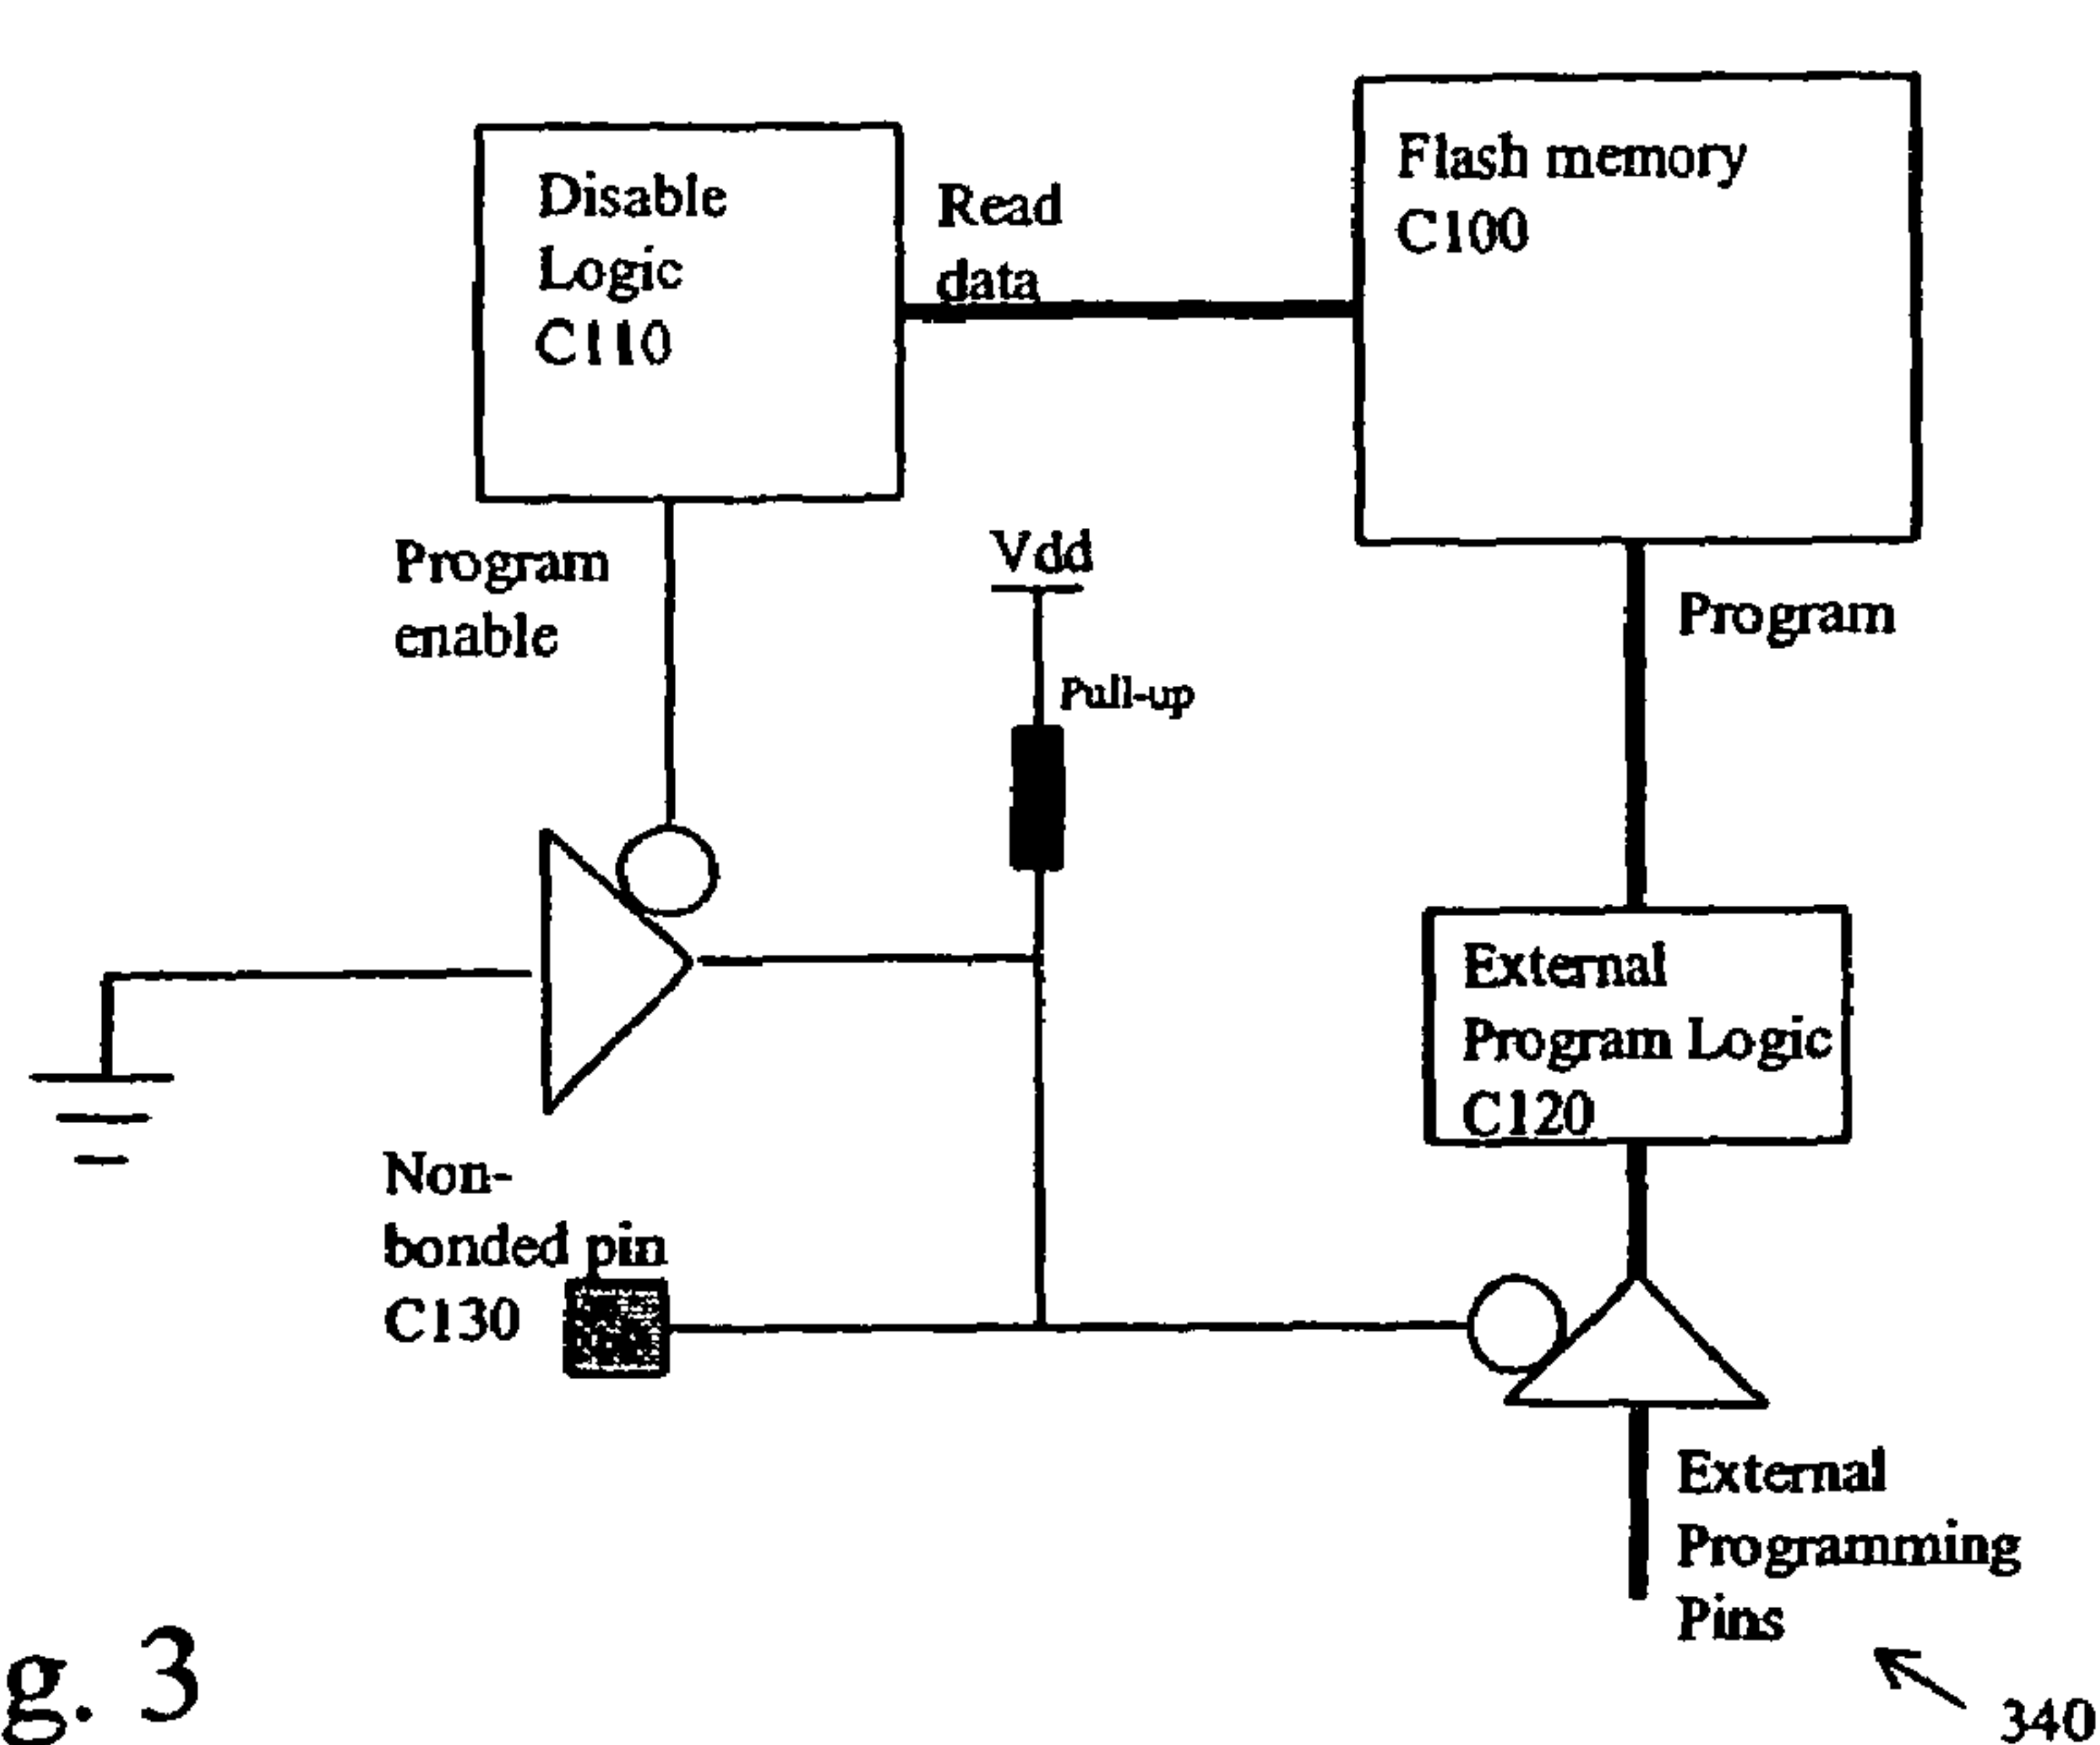 Disable
Logic
C110
Read
data
Flash memory
C100
Program
enable
Vdd
Pull-up
Program
External
Program Logic
C120
Non-
bonded pin
C130
External
Programming
Pins
340
g. 3